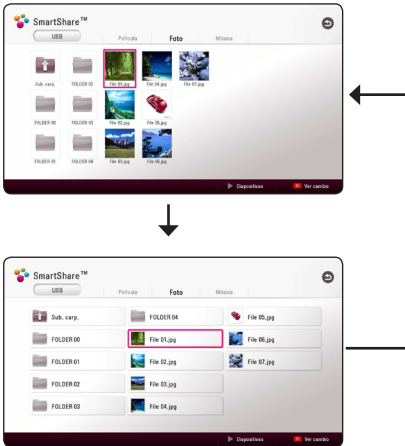 SmartShare™
USB Película Foto Música
Sub. carp. FOLDER 02 File 01.jpg File 04.jpg File 07.jpg
FOLDER 00 FOLDER 03 File 02.jpg File 05.jpg
FOLDER 01 FOLDER 04 File 03.jpg File 06.jpg
Diapositivas Ver cambio
SmartShare™
USB Película Foto Música
Sub. carp. FOLDER 04 File 05.jpg
FOLDER 00 File 01.jpg File 06.jpg
FOLDER 01 File 02.jpg File 07.jpg
FOLDER 02 File 03.jpg
FOLDER 03 File 04.jpg
Diapositivas Ver cambio